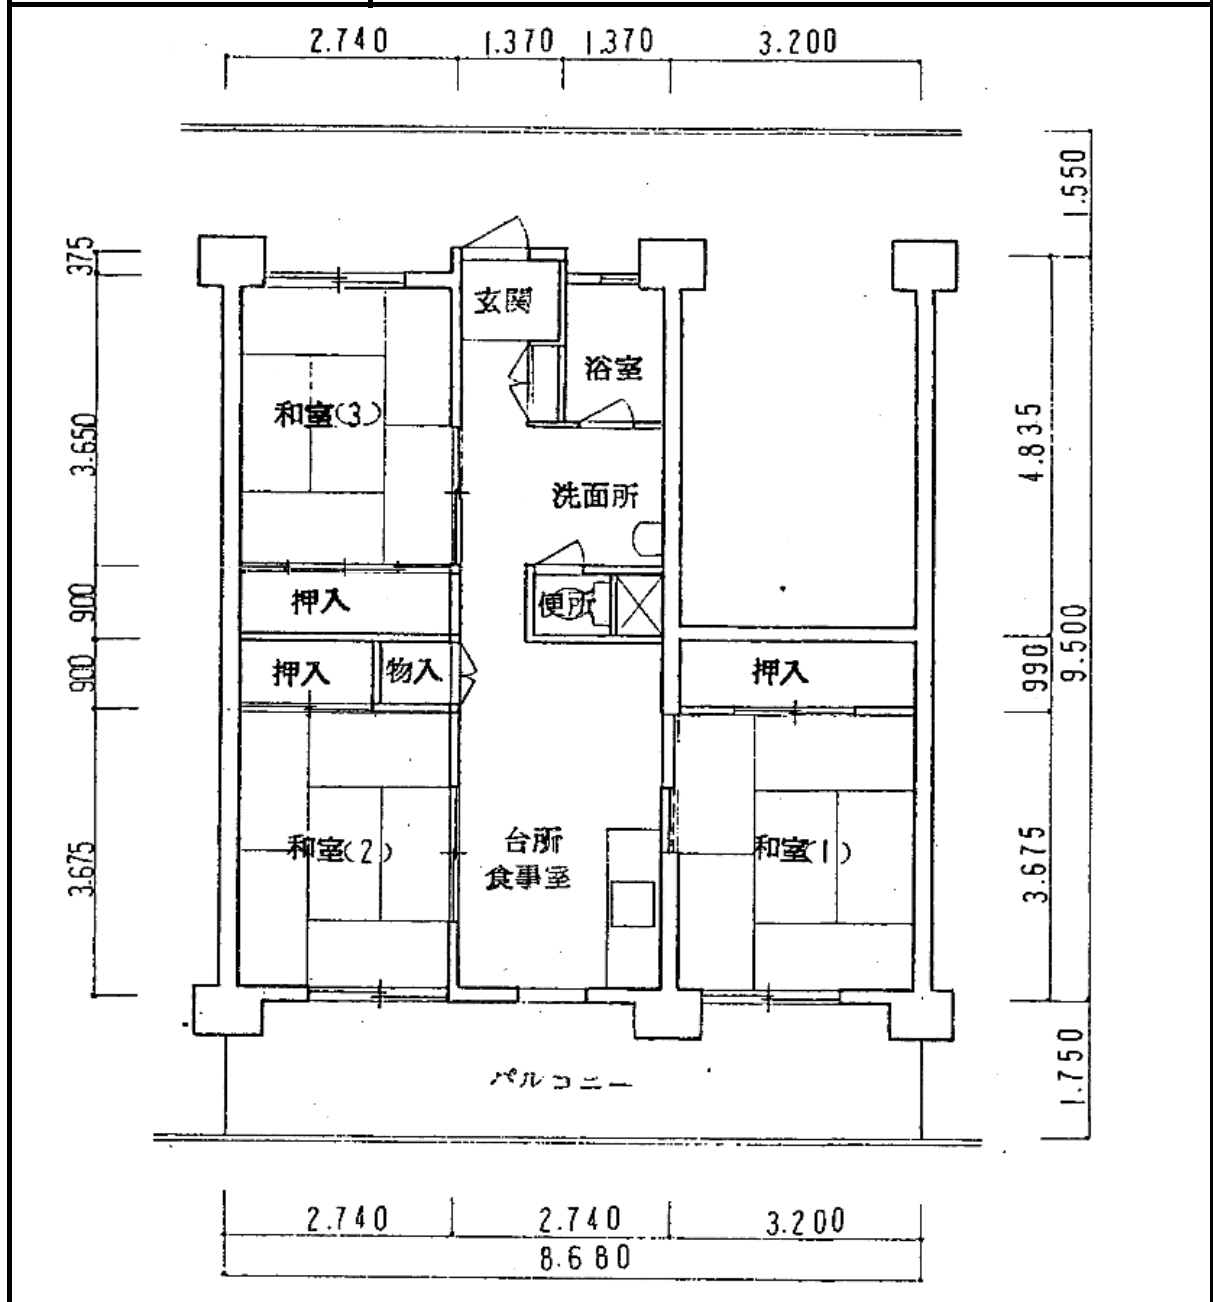 2.740
1.370
1.370
3.200
1.550
375
玄関
浴室
和室(3)
3.650
4.835
洗面所
押入
便所
900
9.500
押入
物入
押入
900
990
台所
食事室
和室(2)
和室(1)
3.675
3.675
バルコニー
1.750
2.740
2.740
3.200
8.680